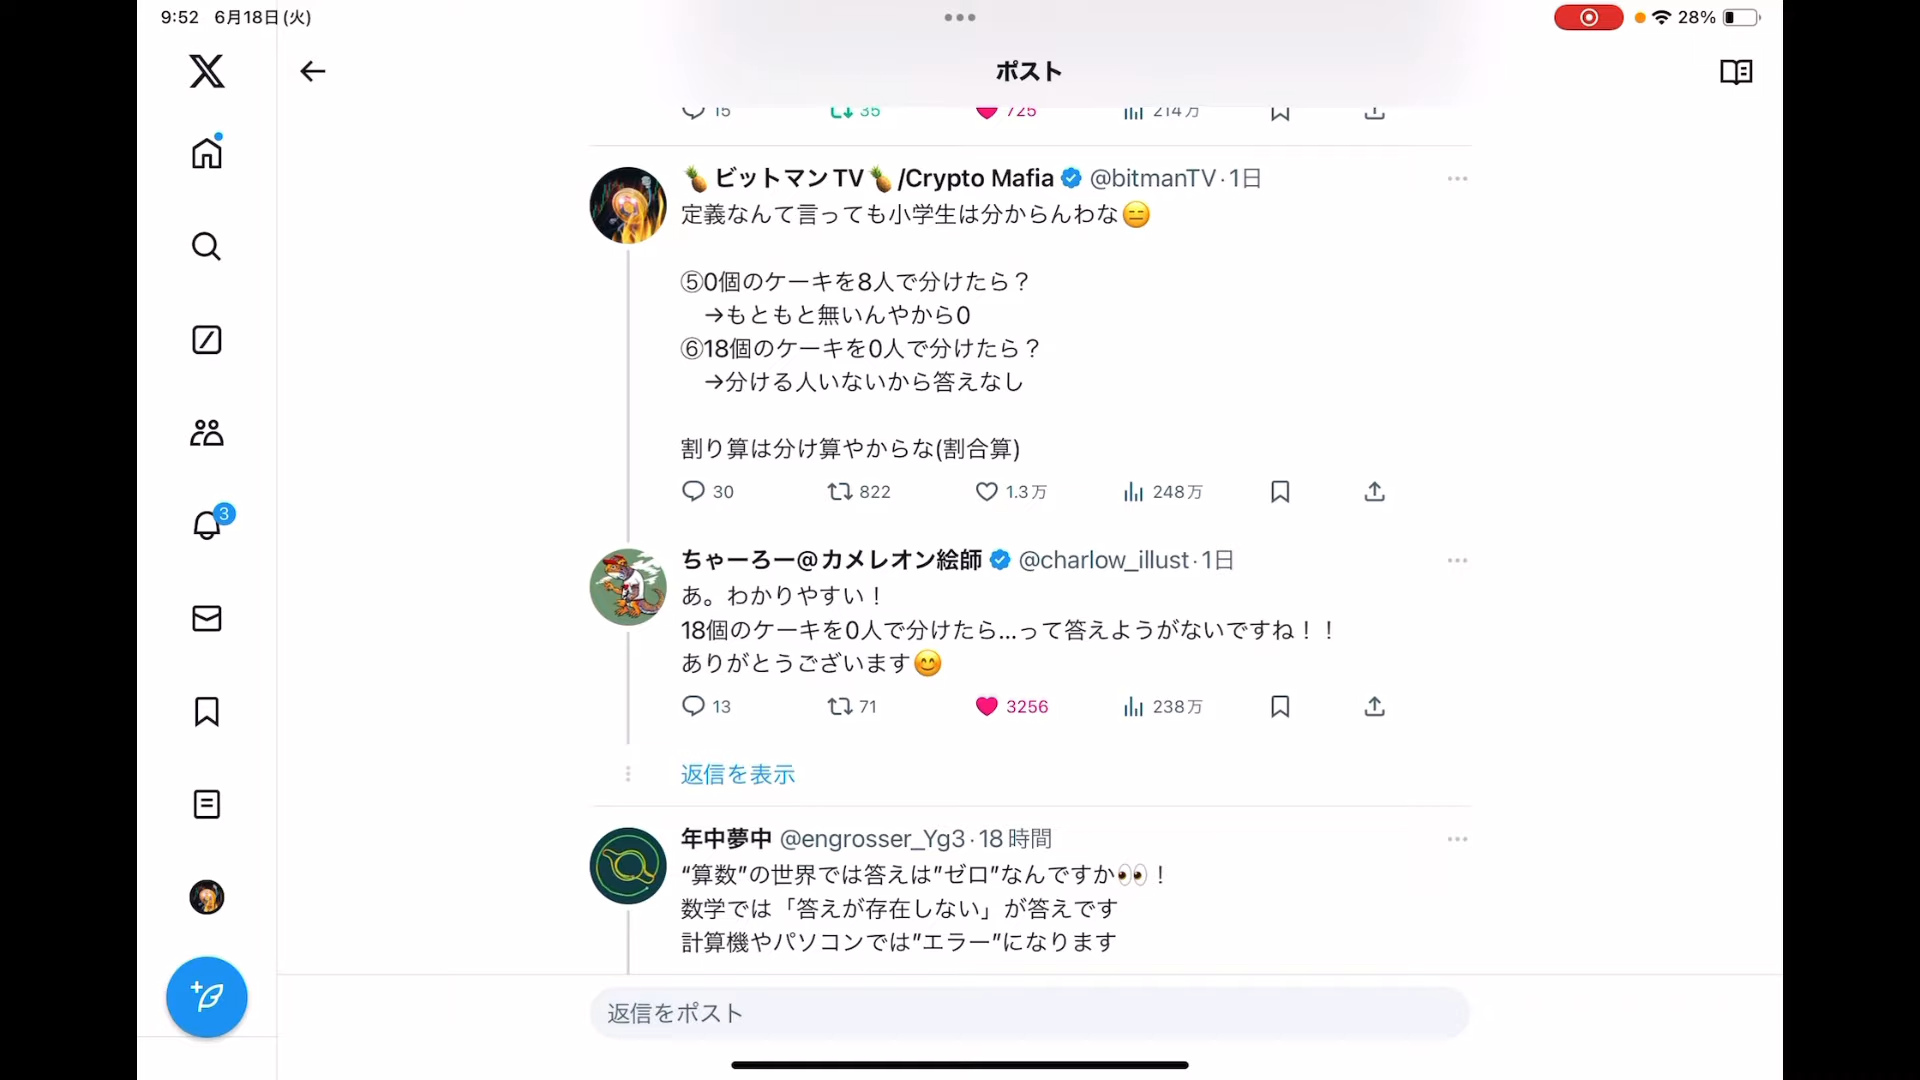 9:52 6月18日(火)
28%
ポスト
15 35 725 214万
🍍ビットマンTV🍍/Crypto Mafia @bitmanTV·1日
定義なんて言っても小学生は分からんわな😑
⑤0個のケーキを8人で分けたら？
→もともと無いんやから0
⑥18個のケーキを0人で分けたら？
→分ける人いないから答えなし
割り算は分け算やからな(割合算)
30 822 1.3万 248万
3
ちゃーろー@カメレオン絵師 @charlow_illust·1日
あ。わかりやすい！
18個のケーキを0人で分けたら...って答えようがないですね！！
ありがとうございます😊
13 71 3256 238万
返信を表示
年中夢中 @engrosser_Yg3·18時間
“算数”の世界では答えは”ゼロ”なんですか👀！
数学では「答えが存在しない」が答えです
計算機やパソコンでは”エラー”になります
返信をポスト